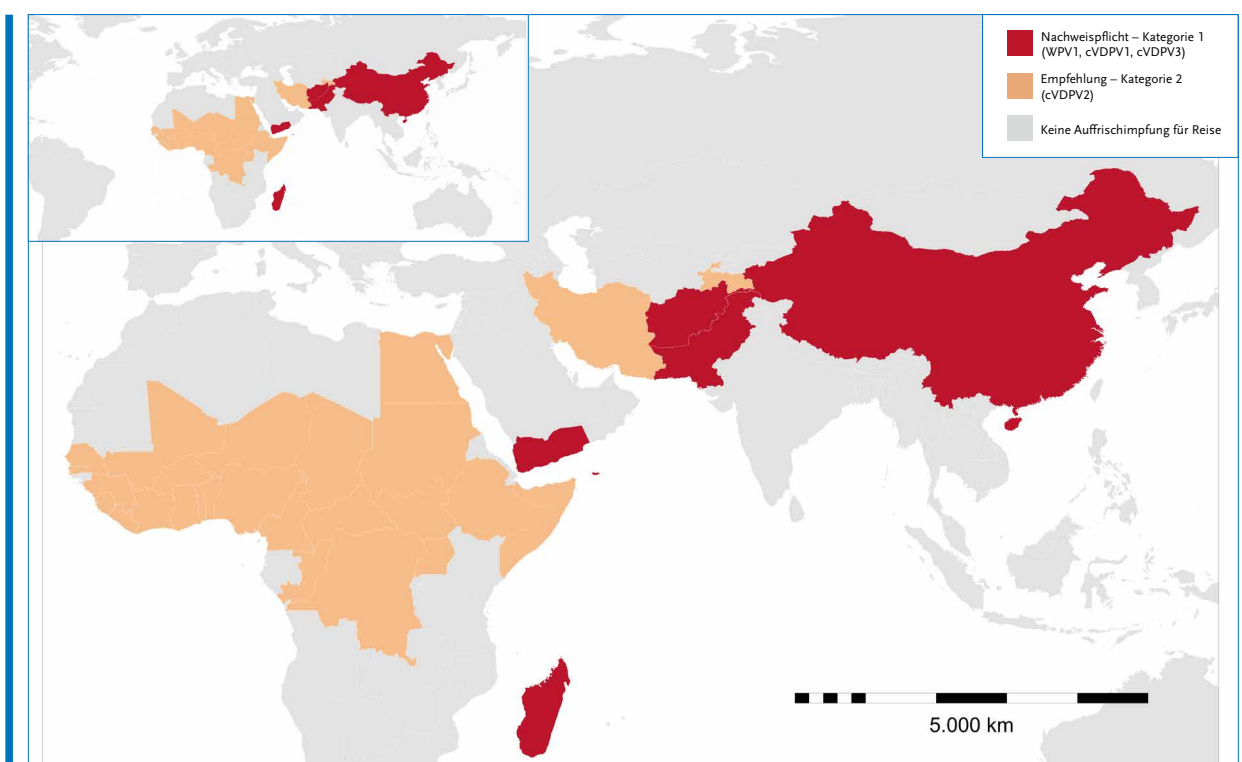 Nachweispflicht – Kategorie 1
(WPV1, cVDPV1, cVDPV3)
Empfehlung – Kategorie 2
(cVDPV2)
Keine Auffrischimpfung für Reise
5.000 km